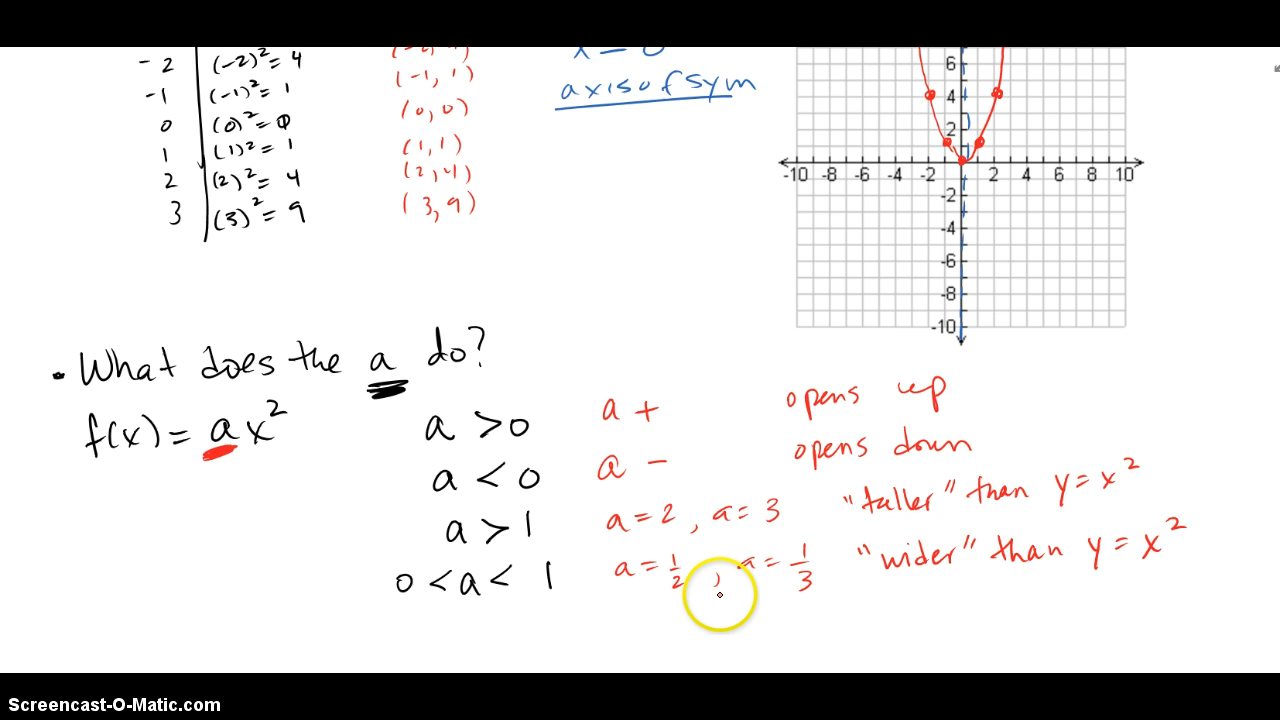 x = 0
axis of sym
-2 (-2)² = 4
-1 (-1)² = 1 (-1, 1)
0 (0)² = 0 (0, 0)
1 (1)² = 1 (1, 1)
2 (2)² = 4 (2, 4)
3 (3)² = 9 (3, 9)
6
4
2
-10 -8 -6 -4 -2 2 4 6 8 10
-2
-4
-6
-8
-10
• What does the a do?
f(x) = ax²
a > 0 a + opens up
a < 0 a - opens down
a > 1 a = 2, a = 3 "taller" than y = x²
0 < a < 1 a = 1/2, a = 1/3 "wider" than y = x²
Screencast-O-Matic.com